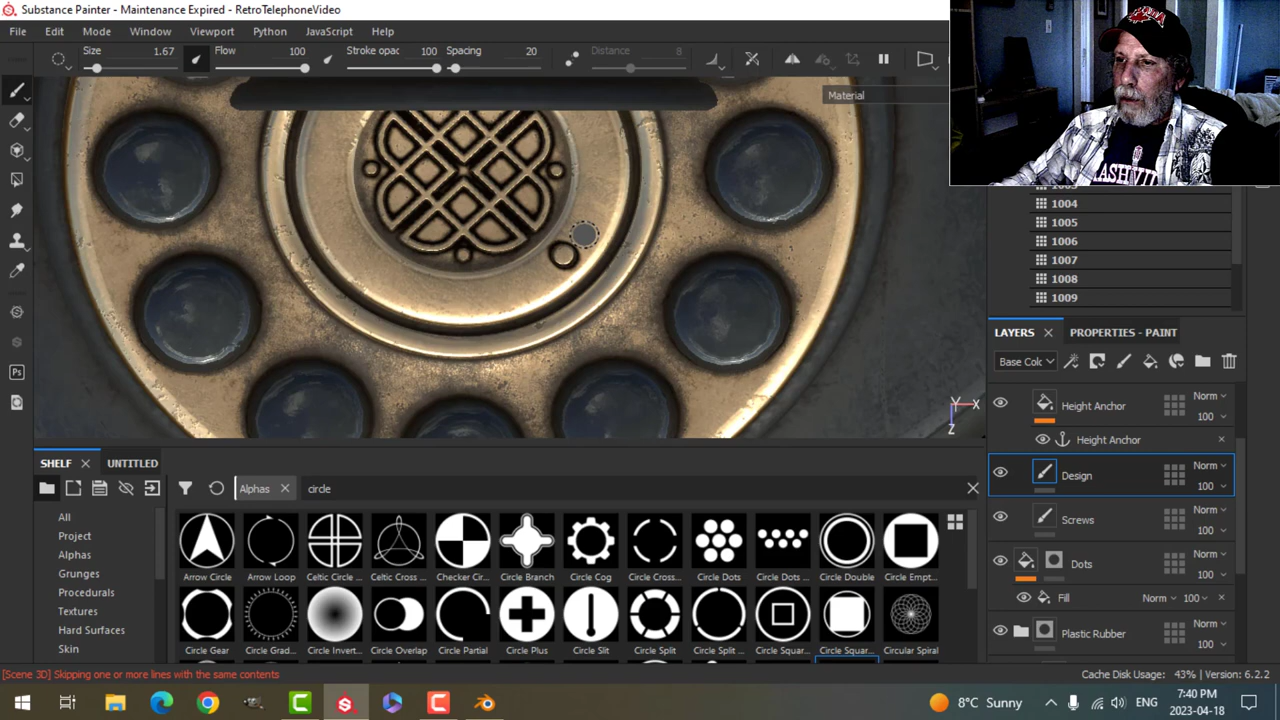 Substance Painter - Maintenance Expired - RetroTelephoneVideo
File Edit Mode Window Viewport Python JavaScript Help
Size 1.67 Flow 100 Stroke opac 100 Spacing 20 Distance 8
Material
NASHVIL
1004
1005
1006
1007
1008
1009
LAYERS PROPERTIES - PAINT
Base Col
Height Anchor Norm 100
Height Anchor
Design Norm 100
Screws Norm 100
Dots Norm 100
Fill Norm 100
Plastic Rubber Norm 100
Y X
Z
SHELF UNTITLED
Alphas circle
All
Project
Alphas
Grunges
Procedurals
Textures
Hard Surfaces
Skin
Arrow Circle Arrow Loop Celtic Circle ... Celtic Cross ... Checker Cir... Circle Branch Circle Cog Circle Cross... Circle Dots Circle Dots ... Circle Double Circle Empt...
Circle Gear Circle Grad... Circle Invert... Circle Overlap Circle Partial Circle Plus Circle Slit Circle Split Circle Split ... Circle Squar... Circle Squar... Circular Spiral
[Scene 3D] Skipping one or more lines with the same contents
Cache Disk Usage: 43% | Version: 6.2.2
Ps
8°C Sunny
ENG
7:40 PM
2023-04-18